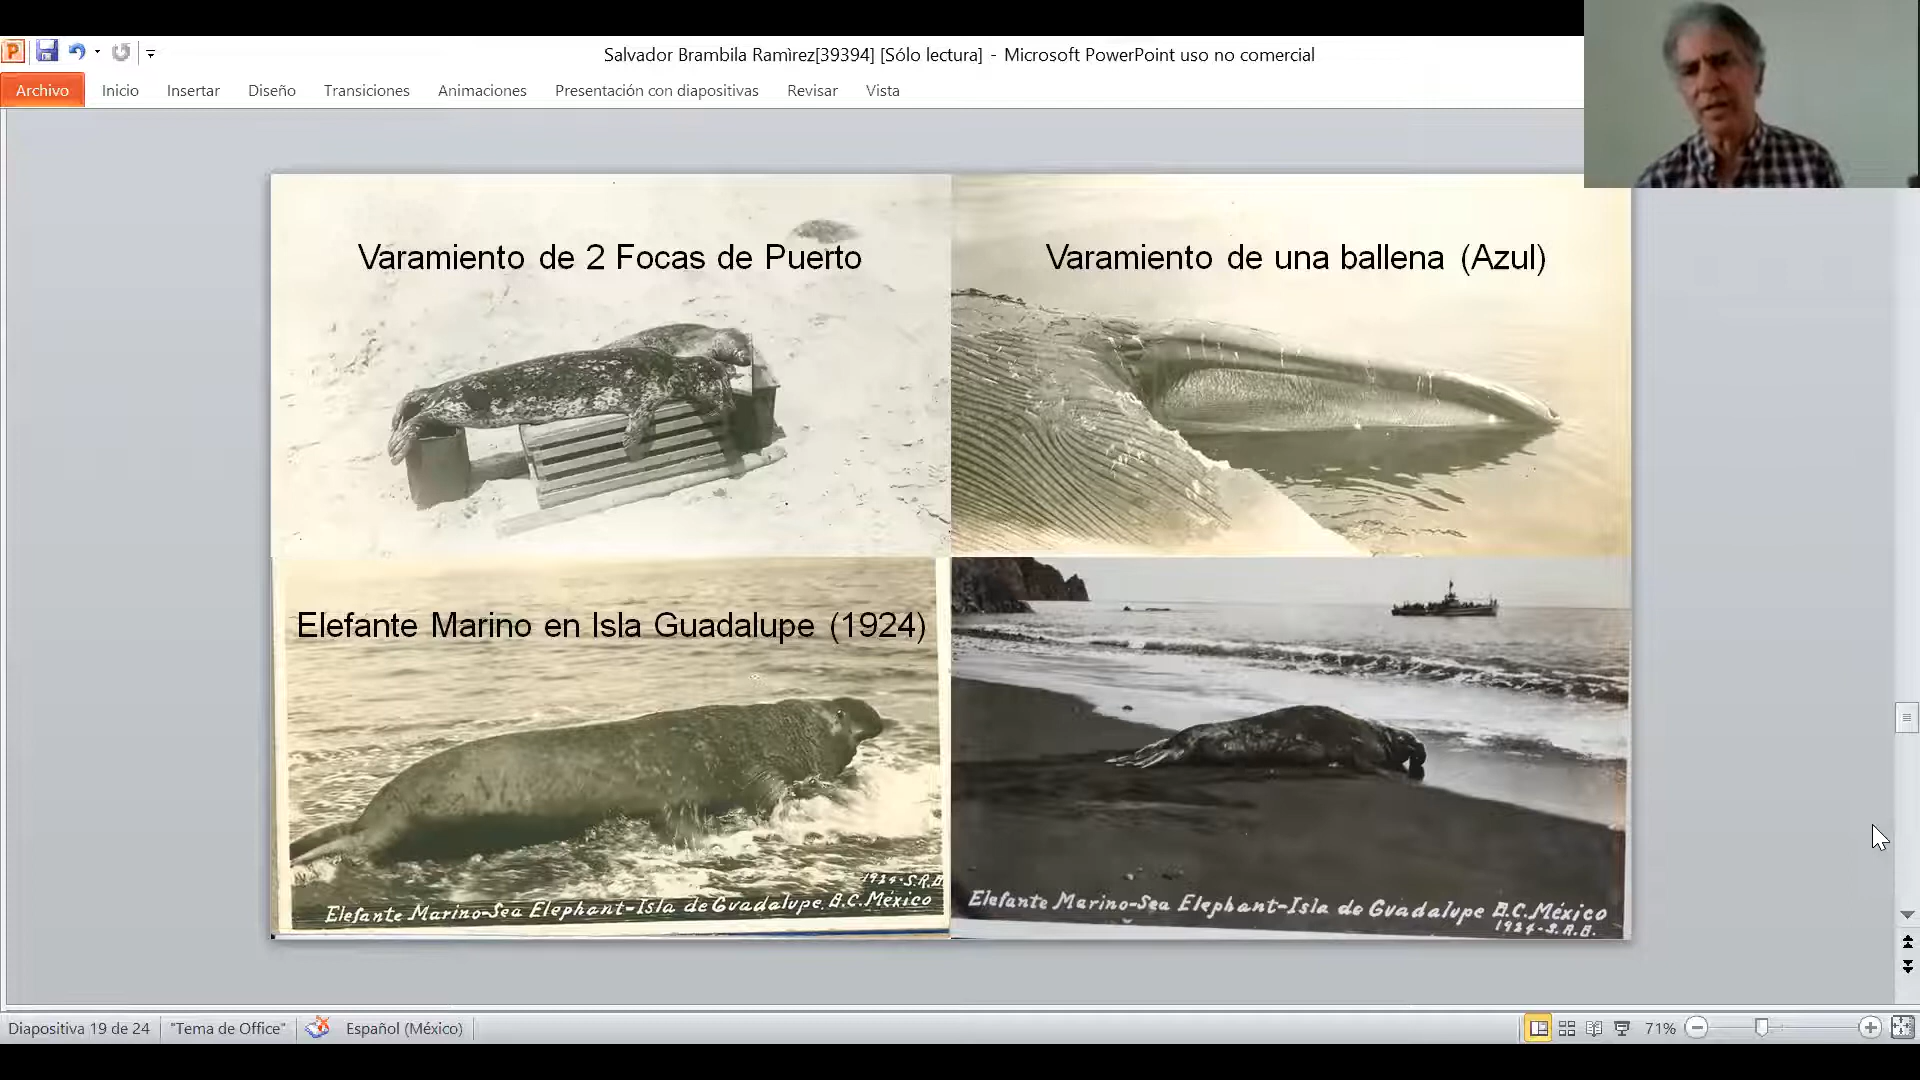 Salvador Brambila Ramìrez[39394] [Sólo lectura] - Microsoft PowerPoint uso no comercial
Archivo Inicio Insertar Diseño Transiciones Animaciones Presentación con diapositivas Revisar Vista
Varamiento de 2 Focas de Puerto
Varamiento de una ballena (Azul)
Elefante Marino en Isla Guadalupe (1924)
1924-S.R.B
Elefante Marino-Sea Elephant-Isla de Guadalupe. B.C. México
Elefante Marino-Sea Elephant-Isla de Guadalupe B.C. México
1924-S.R.B.
Diapositiva 19 de 24 "Tema de Office" Español (México) 71%